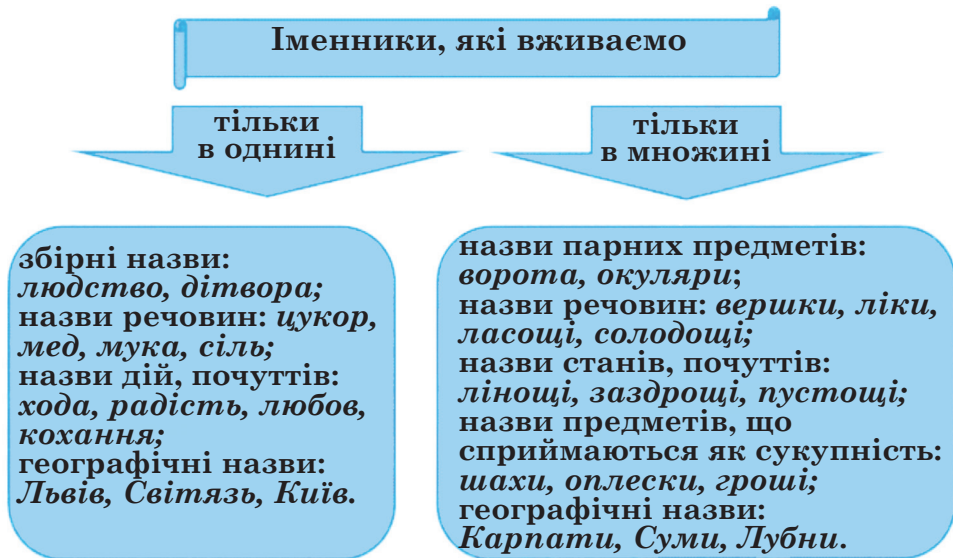 Іменники, які вживаємо
тільки
в однині
тільки
в множині
збірні назви:
людство, дітвора;
назви речовин: цукор,
мед, мука, сіль;
назви дій, почуттів:
хода, радість, любов,
кохання;
географічні назви:
Львів, Світязь, Київ.
назви парних предметів:
ворота, окуляри;
назви речовин: вершки, ліки,
ласощі, солодощі;
назви станів, почуттів:
лінощі, заздрощі, пустощі;
назви предметів, що
сприймаються як сукупність:
шахи, оплески, гроші;
географічні назви:
Карпати, Суми, Лубни.